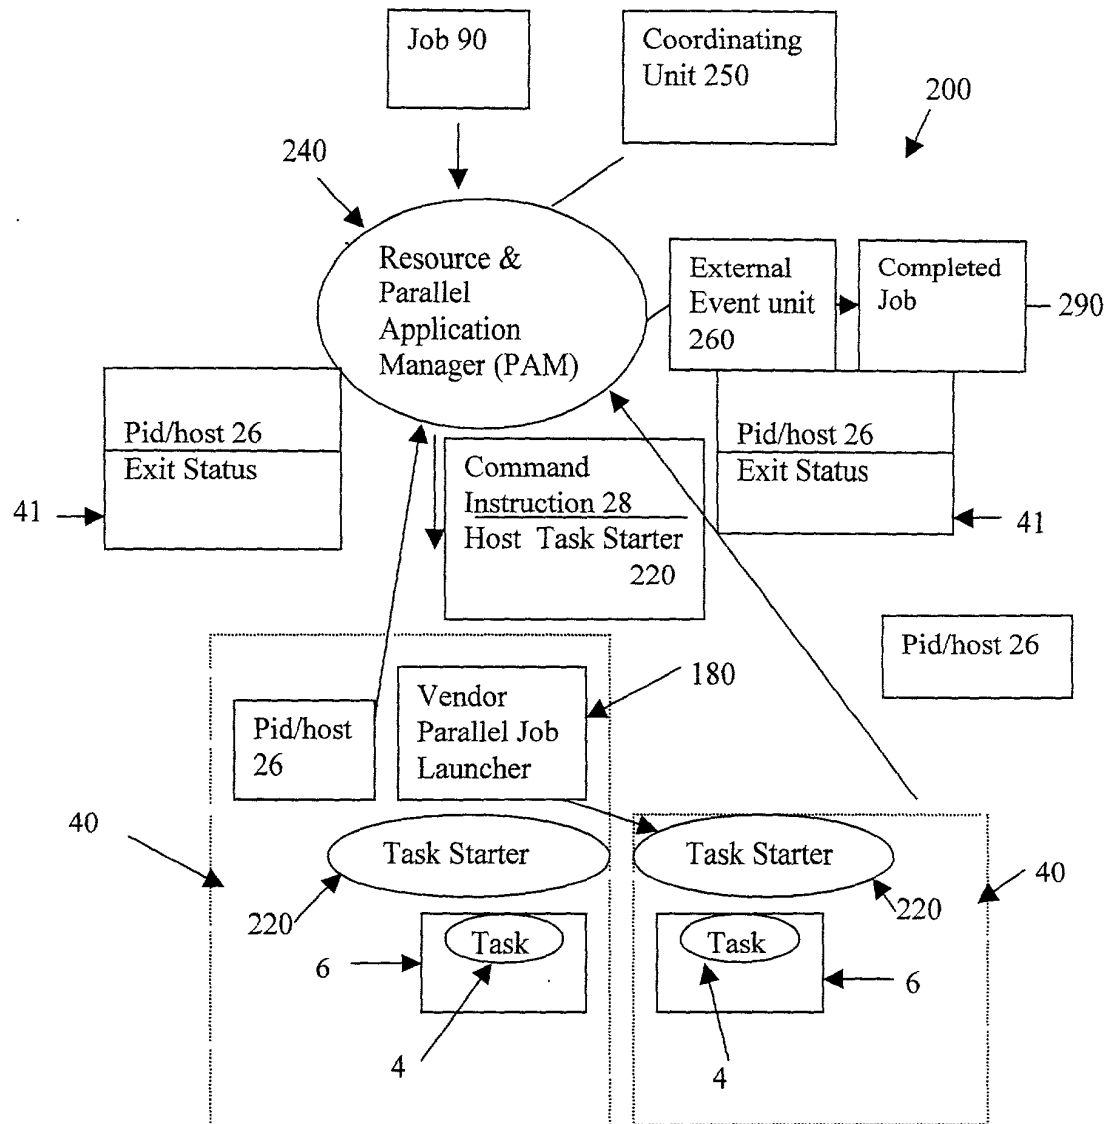 Job 90
Coordinating
Unit 250
200
240
Resource &
Parallel
Application
Manager (PAM)
External
Event unit
260
Completed
Job
290
Pid/host 26
Exit Status
41
Command
Instruction 28
Host Task Starter
220
Pid/host 26
Exit Status
41
Pid/host 26
180
Vendor
Parallel Job
Launcher
Pid/host
26
40
Task Starter
Task Starter
40
220
220
Task
Task
6
6
4
4